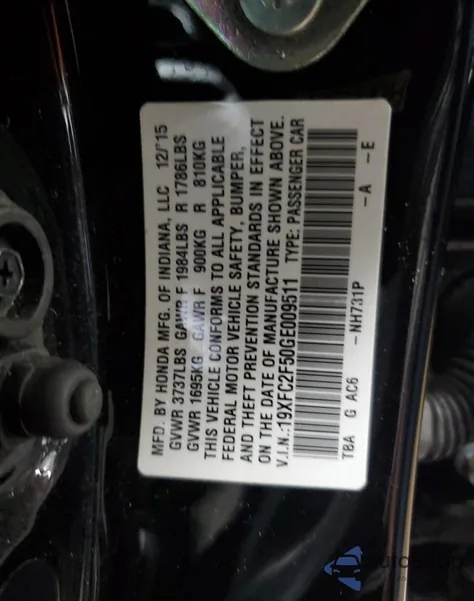 MFD. BY HONDA MFG. OF INDIANA, LLC 12/'15
GVWR 3737LBS GAWR F 1984LBS R 1786LBS
GVWR 1695KG GAWR F 900KG R 810KG
THIS VEHICLE CONFORMS TO ALL APPLICABLE
FEDERAL MOTOR VEHICLE SAFETY, BUMPER,
AND THEFT PREVENTION STANDARDS IN EFFECT
ON THE DATE OF MANUFACTURE SHOWN ABOVE.
V.I.N.:19XFC2F50GE009511 TYPE: PASSENGER CAR
TBA G AC6 -NH731P -A -E